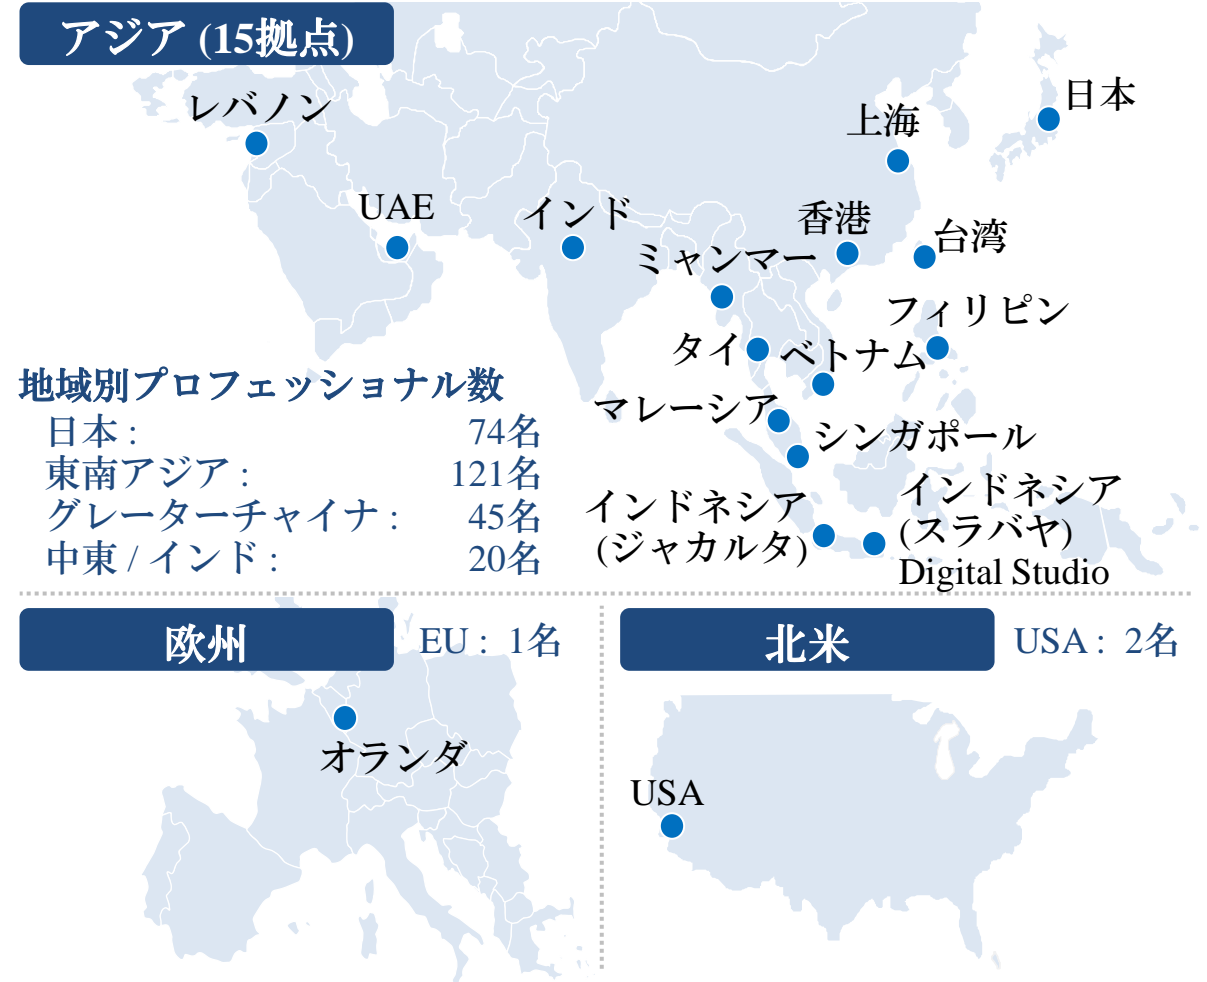 アジア (15拠点)
レバノン
日本
上海
UAE
インド
香港
台湾
ミャンマー
フィリピン
タイ
ベトナム
マレーシア
シンガポール
インドネシア
(ジャカルタ)
インドネシア
(スラバヤ)
Digital Studio
地域別プロフェッショナル数
日本 : 74名
東南アジア : 121名
グレーターチャイナ : 45名
中東 / インド : 20名
欧州
EU : 1名
オランダ
北米
USA : 2名
USA